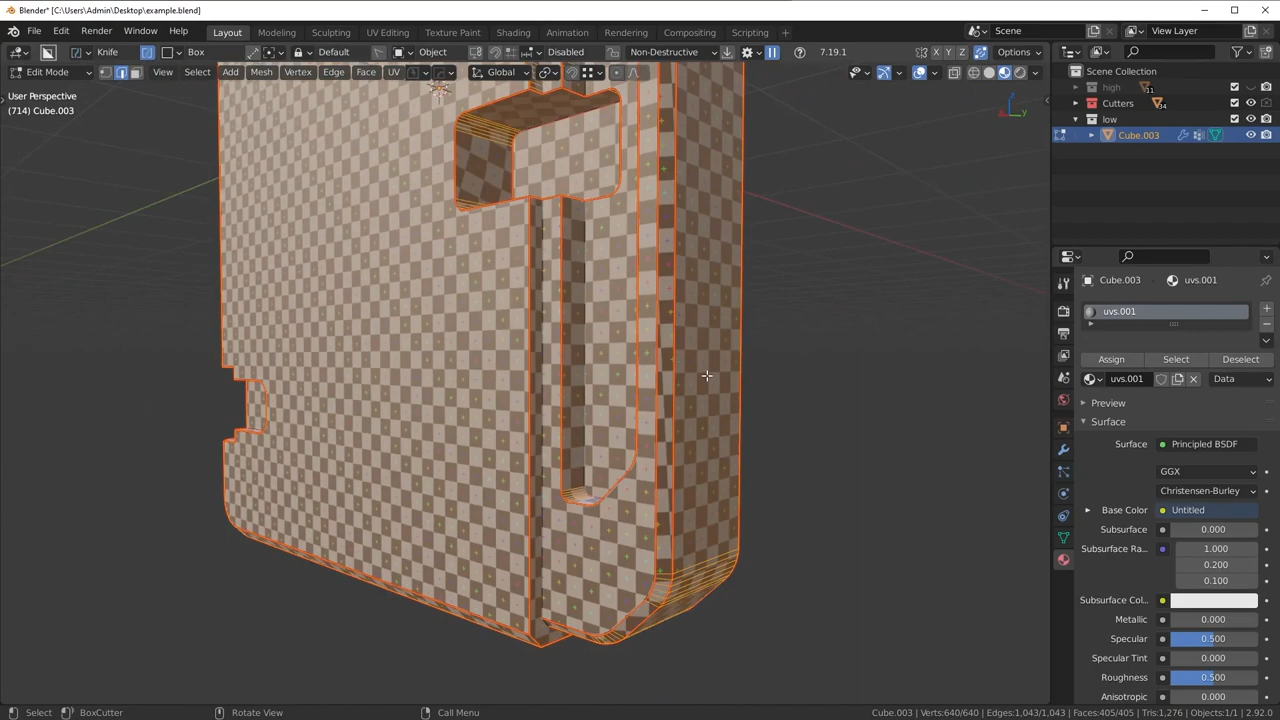 Blender* [C:\Users\Admin\Desktop\example.blend]
File Edit Render Window Help Layout Modeling Sculpting UV Editing Texture Paint Shading Animation Rendering Compositing Scripting + Scene View Layer
Knife Box Default Object Disabled Non-Destructive 7.19.1 X Y Z Options
Edit Mode View Select Add Mesh Vertex Edge Face UV Global
Scene Collection
high 11
Cutters 34
low
Cube.003
User Perspective
(714) Cube.003
Z
Y
Cube.003 uvs.001
uvs.001
Assign Select Deselect
uvs.001 Data
Preview
Surface
Surface Principled BSDF
GGX
Christensen-Burley
Base Color Untitled
Subsurface 0.000
Subsurface Ra... 1.000
0.200
0.100
Subsurface Col...
Metallic 0.000
Specular 0.500
Specular Tint 0.000
Roughness 0.500
Anisotropic 0.000
Select BoxCutter Rotate View Call Menu Cube.003 | Verts:640/640 | Edges:1,043/1,043 | Faces:405/405 | Tris:1,276 | Objects:1/1 | 2.92.0